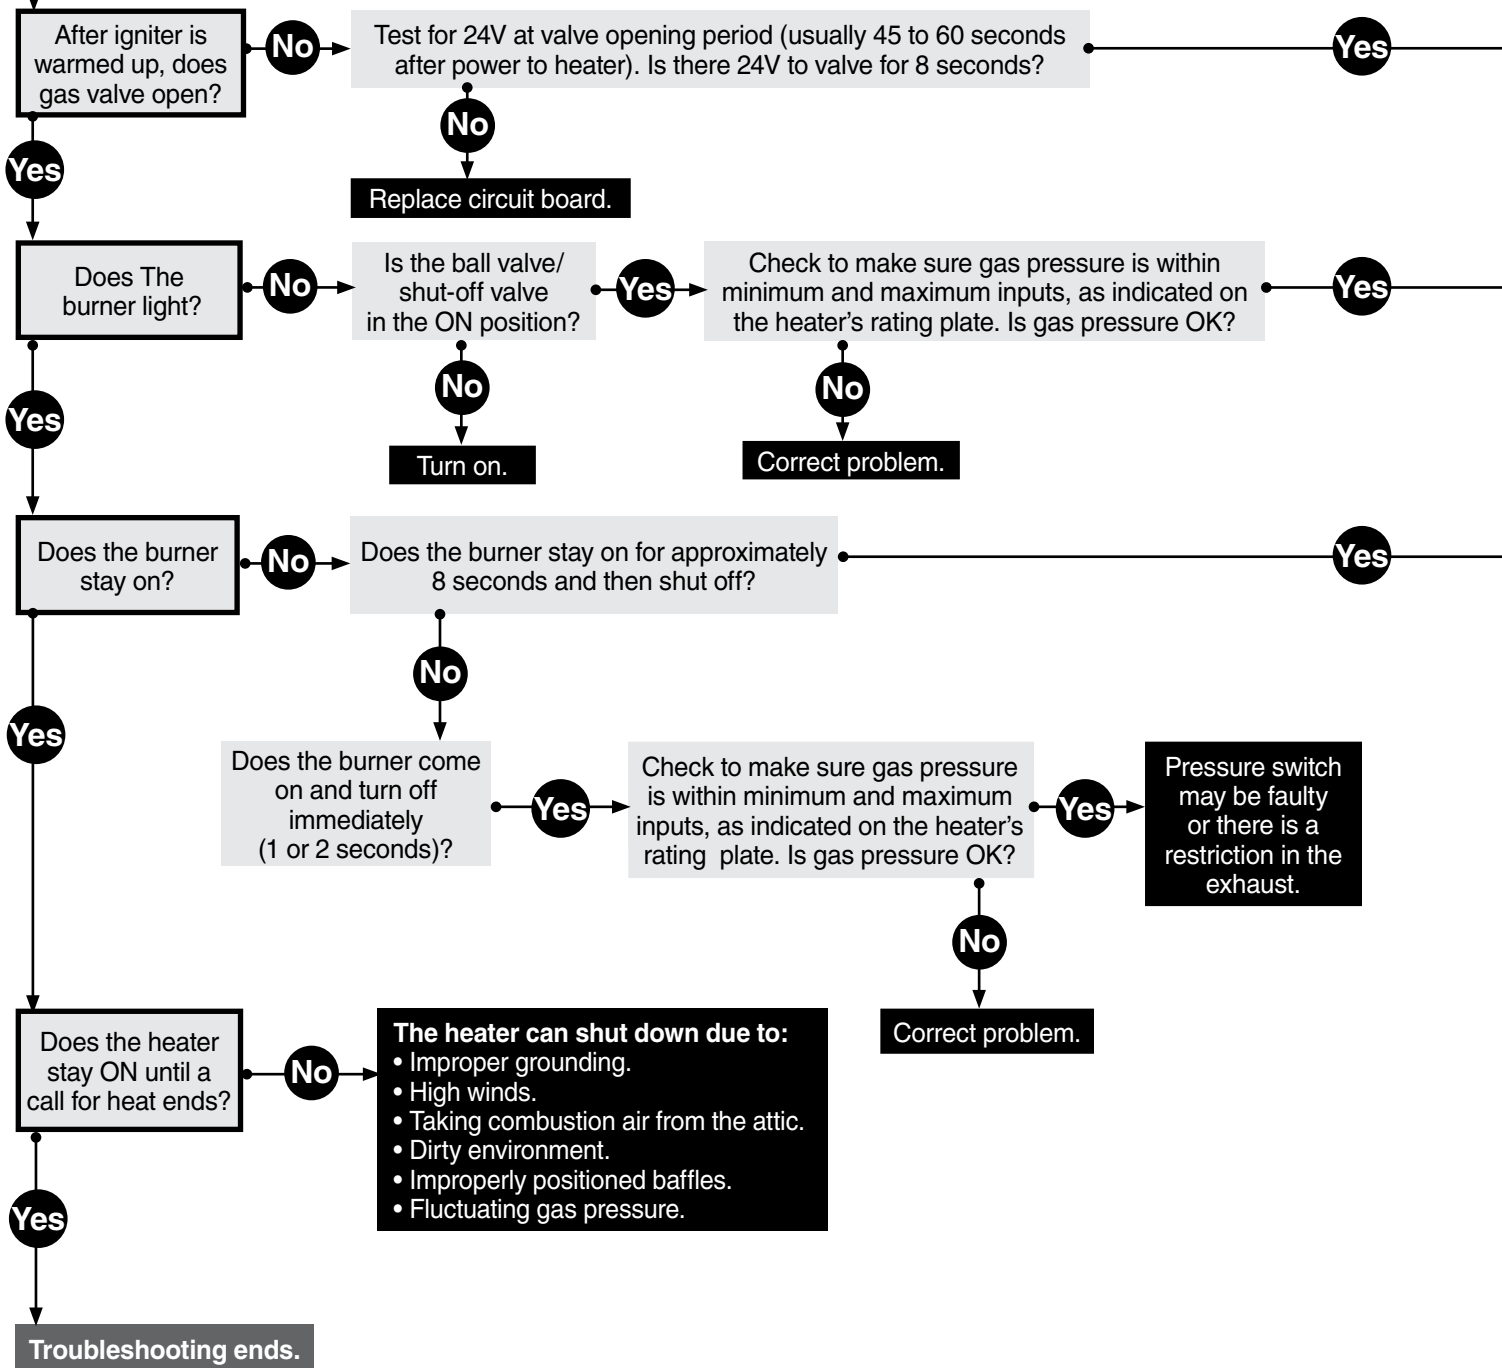 After igniter is
warmed up, does
gas valve open?
No
Test for 24V at valve opening period (usually 45 to 60 seconds
after power to heater). Is there 24V to valve for 8 seconds?
Yes
No
Replace circuit board.
Yes
Does The
burner light?
No
Is the ball valve/
shut-off valve
in the ON position?
Yes
Check to make sure gas pressure is within
minimum and maximum inputs, as indicated on
the heater's rating plate. Is gas pressure OK?
Yes
No
Turn on.
No
Correct problem.
Yes
Does the burner
stay on?
No
Does the burner stay on for approximately
8 seconds and then shut off?
Yes
No
Does the burner come
on and turn off
immediately
(1 or 2 seconds)?
Yes
Check to make sure gas pressure
is within minimum and maximum
inputs, as indicated on the heater's
rating plate. Is gas pressure OK?
Yes
Pressure switch
may be faulty
or there is a
restriction in the
exhaust.
No
Correct problem.
Yes
Does the heater
stay ON until a
call for heat ends?
No
The heater can shut down due to:
• Improper grounding.
• High winds.
• Taking combustion air from the attic.
• Dirty environment.
• Improperly positioned baffles.
• Fluctuating gas pressure.
Yes
Troubleshooting ends.